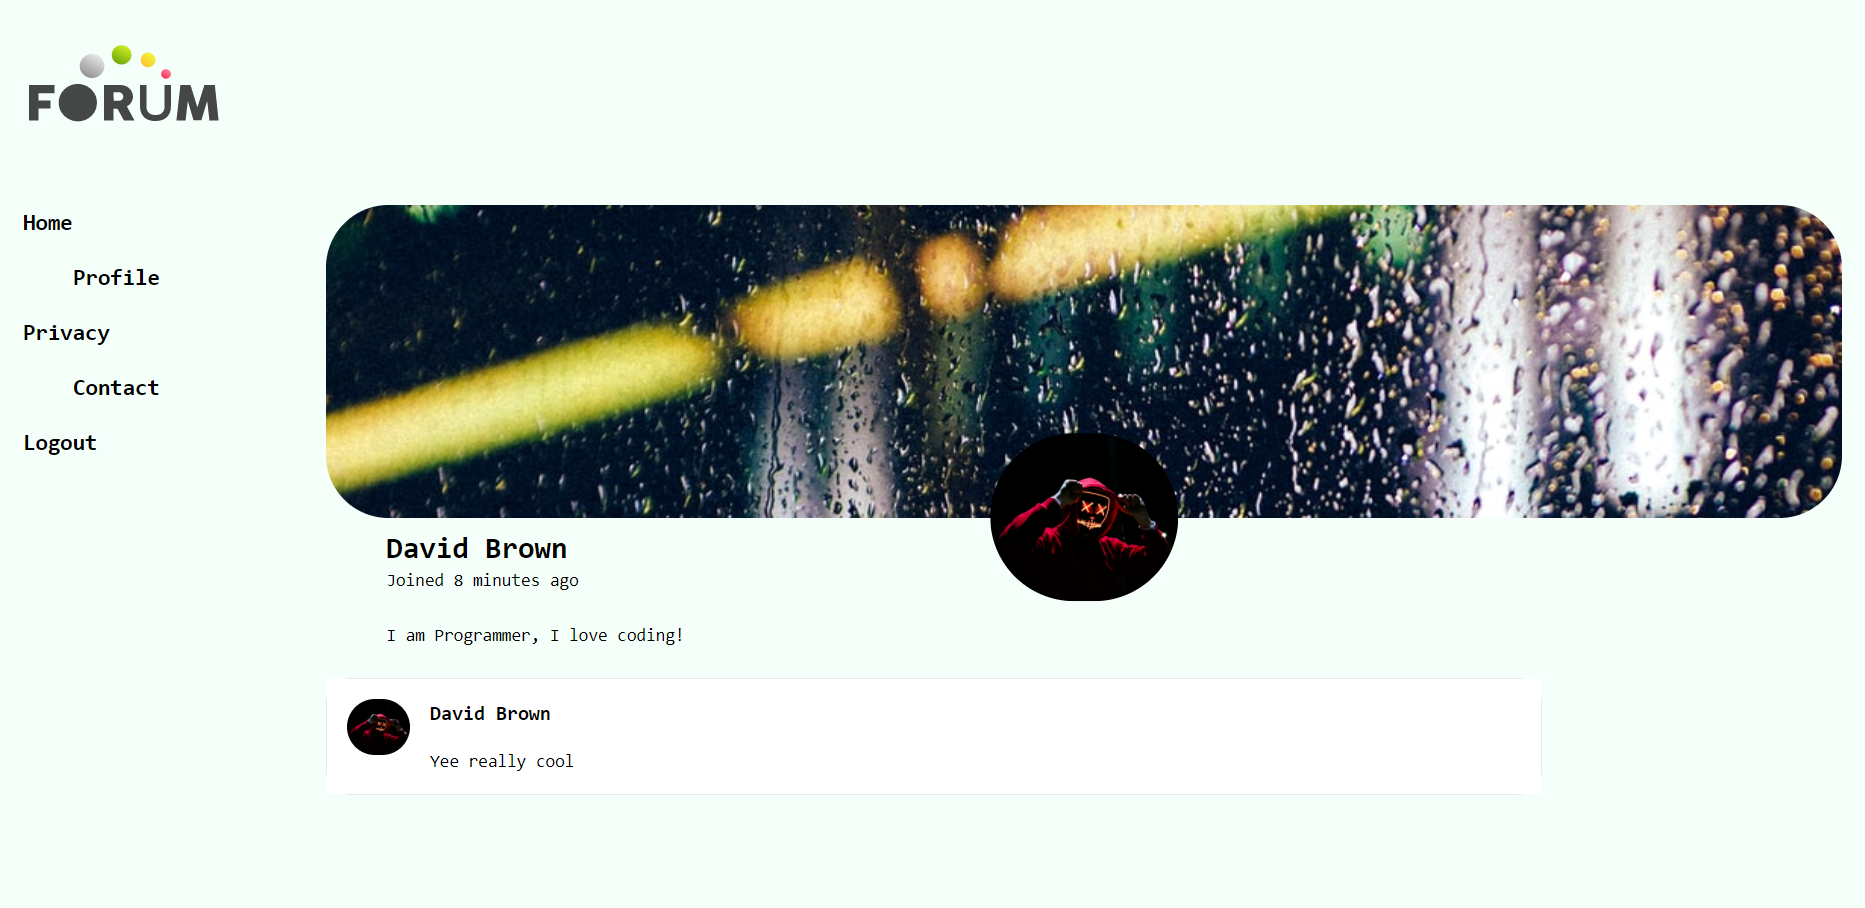 FORUM
Home
Profile
Privacy
Contact
Logout
David Brown
Joined 8 minutes ago
I am Programmer, I love coding!
David Brown
Yee really cool